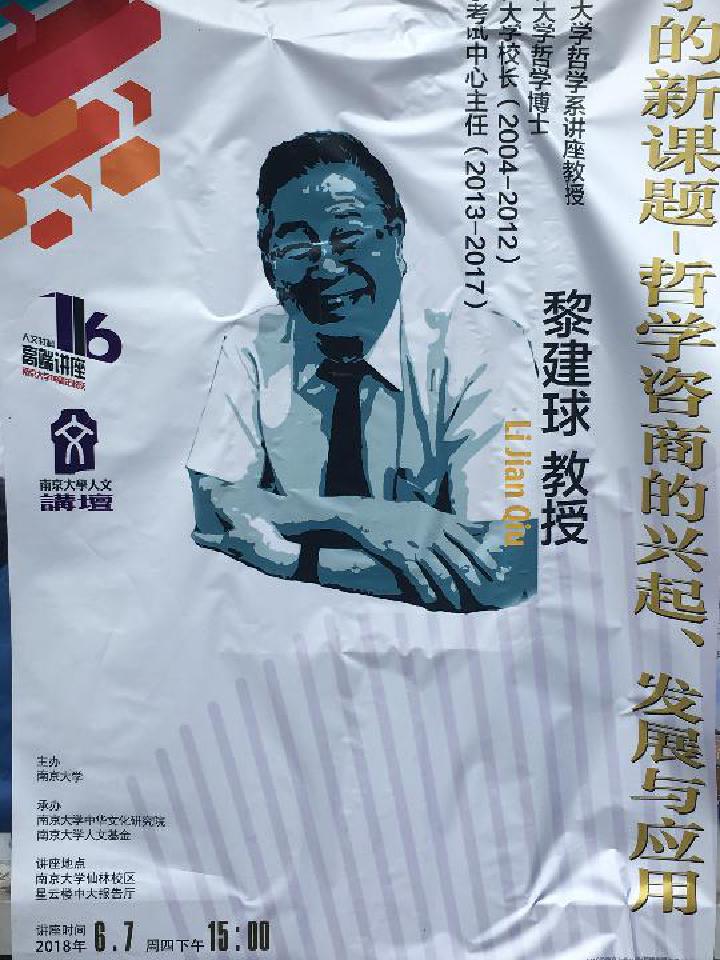 的新课题-哲学咨商的兴起、发展与应用
大学哲学系讲座教授
大学哲学博士
大学校长(2004-2012)
考试中心主任(2013-2017)
黎建球 教授
Li Jian Qiu
116
高端讲座
南京大學人文
講壇
主办
南京大学
承办
南京大学中华文化研究院
南京大学人文基金
讲座地点
南京大学仙林校区
星云楼中大报告厅
讲座时间
2018年 6.7 周四下午 15:00